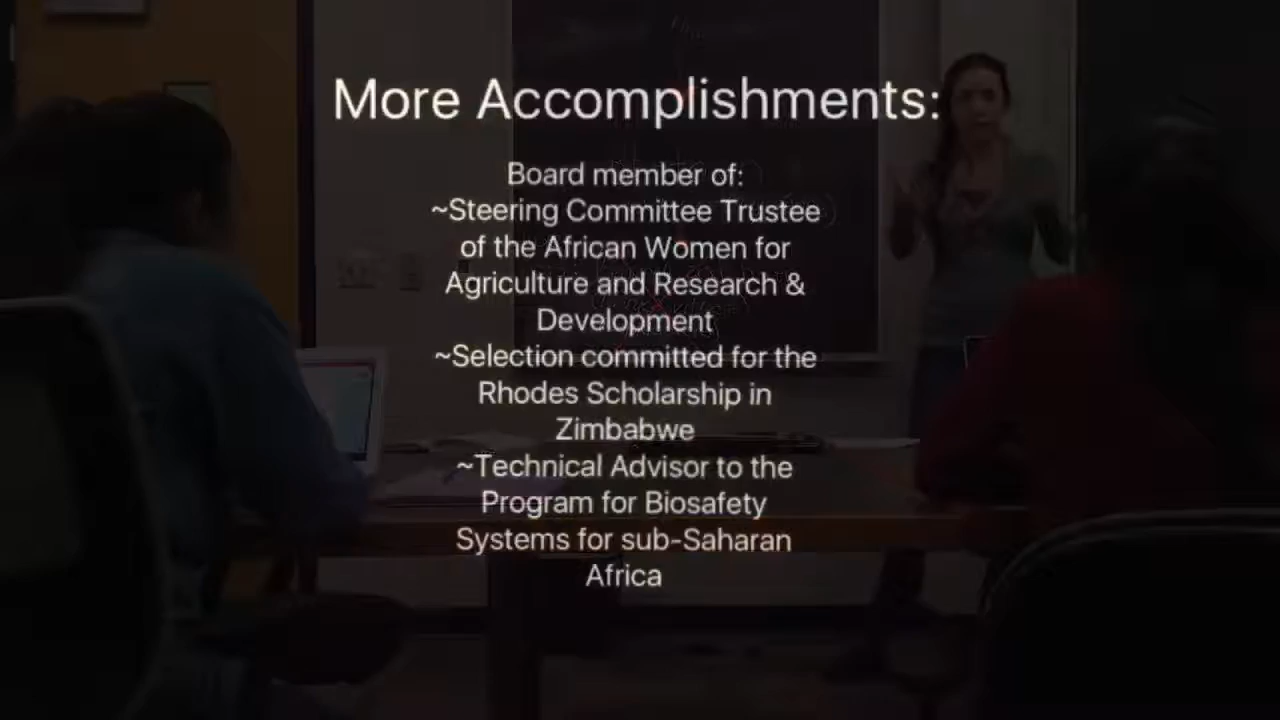 More Accomplishments:
Board member of:
~Steering Committee Trustee
of the African Women for
Agriculture and Research &
Development
~Selection committed for the
Rhodes Scholarship in
Zimbabwe
~Technical Advisor to the
Program for Biosafety
Systems for sub-Saharan
Africa